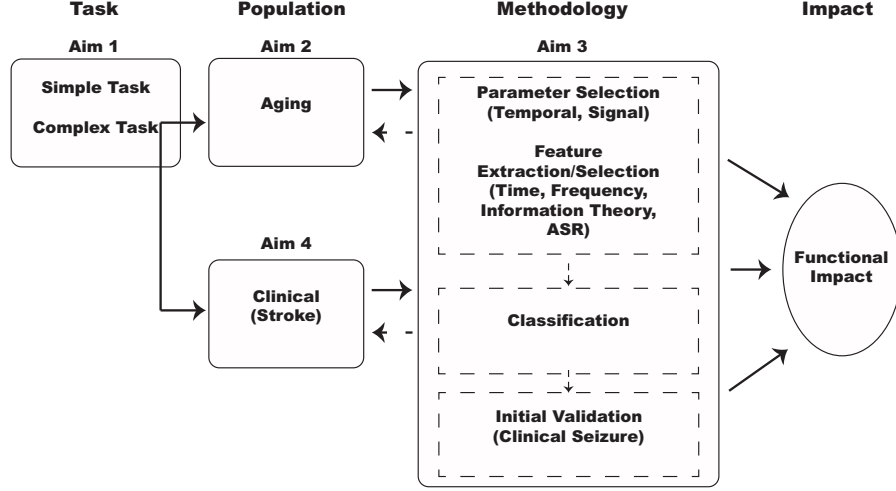 Task
Population
Methodology
Impact
Aim 1
Aim 2
Aim 3
Simple Task
Complex Task
Aging
Aim 4
Clinical
(Stroke)
Parameter Selection
(Temporal, Signal)
Feature
Extraction/Selection
(Time, Frequency,
Information Theory,
ASR)
Classification
Initial Validation
(Clinical Seizure)
Functional
Impact